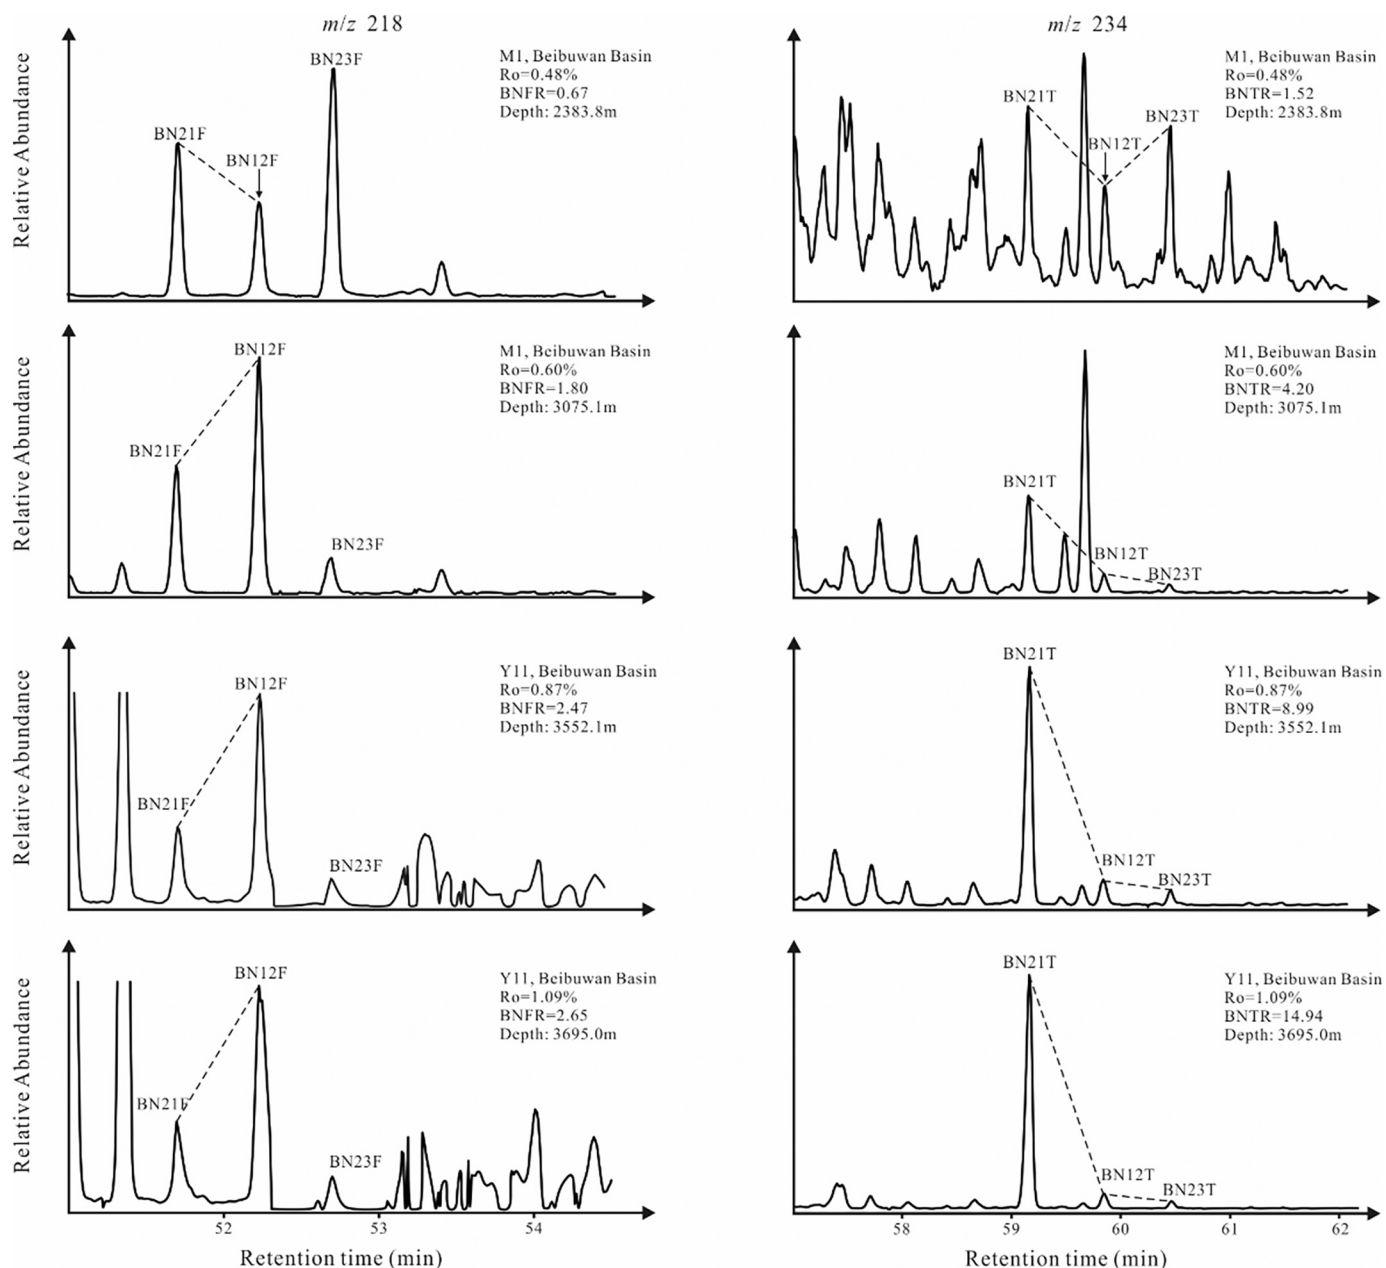 m/z 218
m/z 234
Relative Abundance
BN21F
BN12F
BN23F
M1, Beibuwan Basin
Ro=0.48%
BNFR=0.67
Depth: 2383.8m
BN21T
BN12T
BN23T
M1, Beibuwan Basin
Ro=0.48%
BNTR=1.52
Depth: 2383.8m
Relative Abundance
BN21F
BN12F
BN23F
M1, Beibuwan Basin
Ro=0.60%
BNFR=1.80
Depth: 3075.1m
BN21T
BN12T
BN23T
M1, Beibuwan Basin
Ro=0.60%
BNTR=4.20
Depth: 3075.1m
Relative Abundance
BN21F
BN12F
BN23F
Y11, Beibuwan Basin
Ro=0.87%
BNFR=2.47
Depth: 3552.1m
BN21T
BN12T
BN23T
Y11, Beibuwan Basin
Ro=0.87%
BNTR=8.99
Depth: 3552.1m
Relative Abundance
BN21F
BN12F
BN23F
Y11, Beibuwan Basin
Ro=1.09%
BNFR=2.65
Depth: 3695.0m
BN21T
BN12T
BN23T
Y11, Beibuwan Basin
Ro=1.09%
BNTR=14.94
Depth: 3695.0m
52 53 54
Retention time (min)
58 59 60 61 62
Retention time (min)